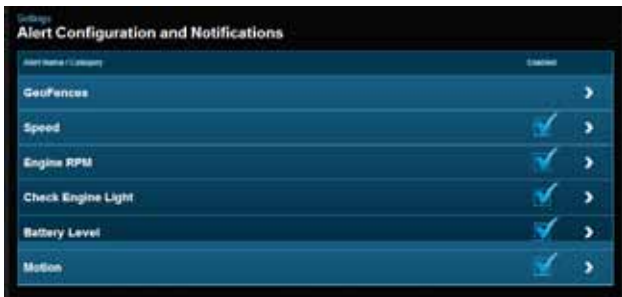 Settings
Alert Configuration and Notifications
Alert Name / Category Enabled
GeoFences
Speed
Engine RPM
Check Engine Light
Battery Level
Motion